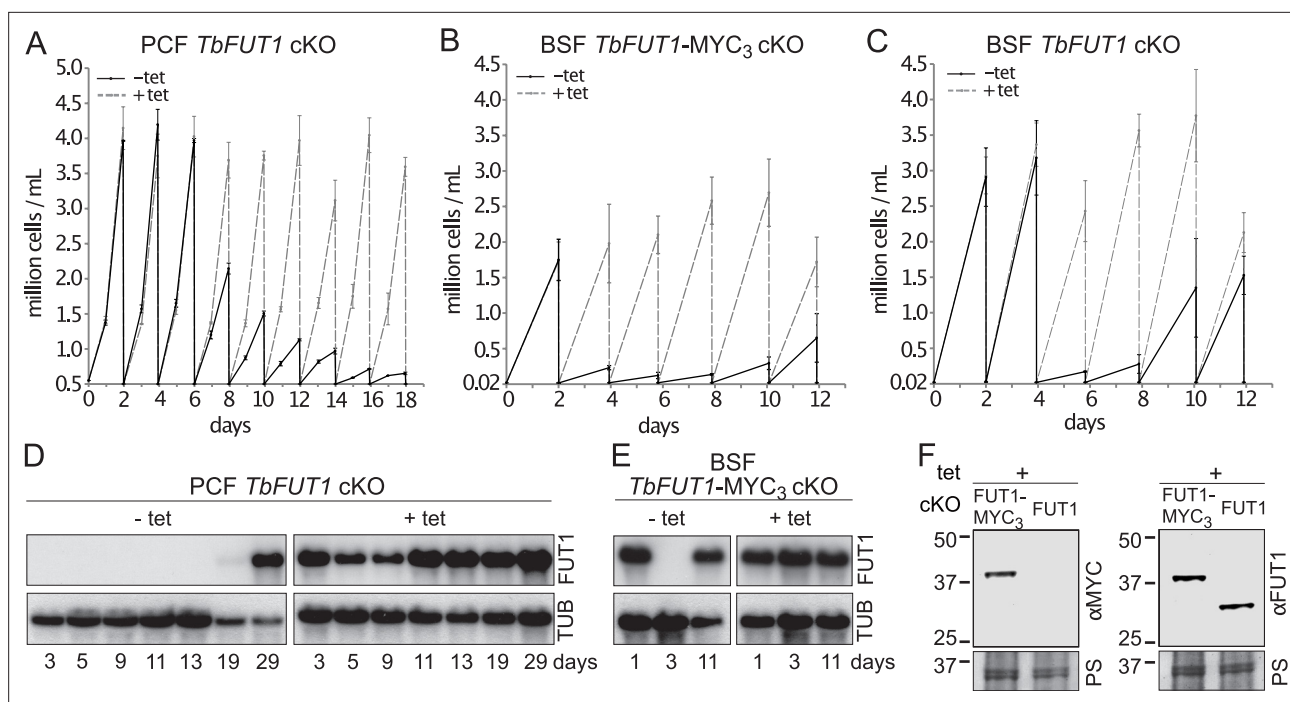 A
PCF TbFUT1 cKO
5.0
4.5
4.0
3.5
3.0
2.5
2.0
1.5
1.0
0.5
million cells / mL
–tet
+ tet
0 2 4 6 8 10 12 14 16 18
days
B
BSF TbFUT1-MYC3 cKO
4.5
4.0
3.5
3.0
2.5
2.0
1.5
1.0
0.5
0.02
million cells / mL
–tet
+ tet
0 2 4 6 8 10 12
days
C
BSF TbFUT1 cKO
4.5
4.0
3.5
3.0
2.5
2.0
1.5
1.0
0.5
0.02
million cells / mL
–tet
+ tet
0 2 4 6 8 10 12
days
D
PCF TbFUT1 cKO
- tet + tet
FUT1
TUB
3 5 9 11 13 19 29 3 5 9 11 13 19 29 days
E
BSF
TbFUT1-MYC3 cKO
- tet + tet
FUT1
TUB
1 3 11 1 3 11 days
F
tet + +
cKO FUT1-MYC3 FUT1 FUT1-MYC3 FUT1
50
37
25
αMYC
37
PS
50
37
25
αFUT1
37
PS